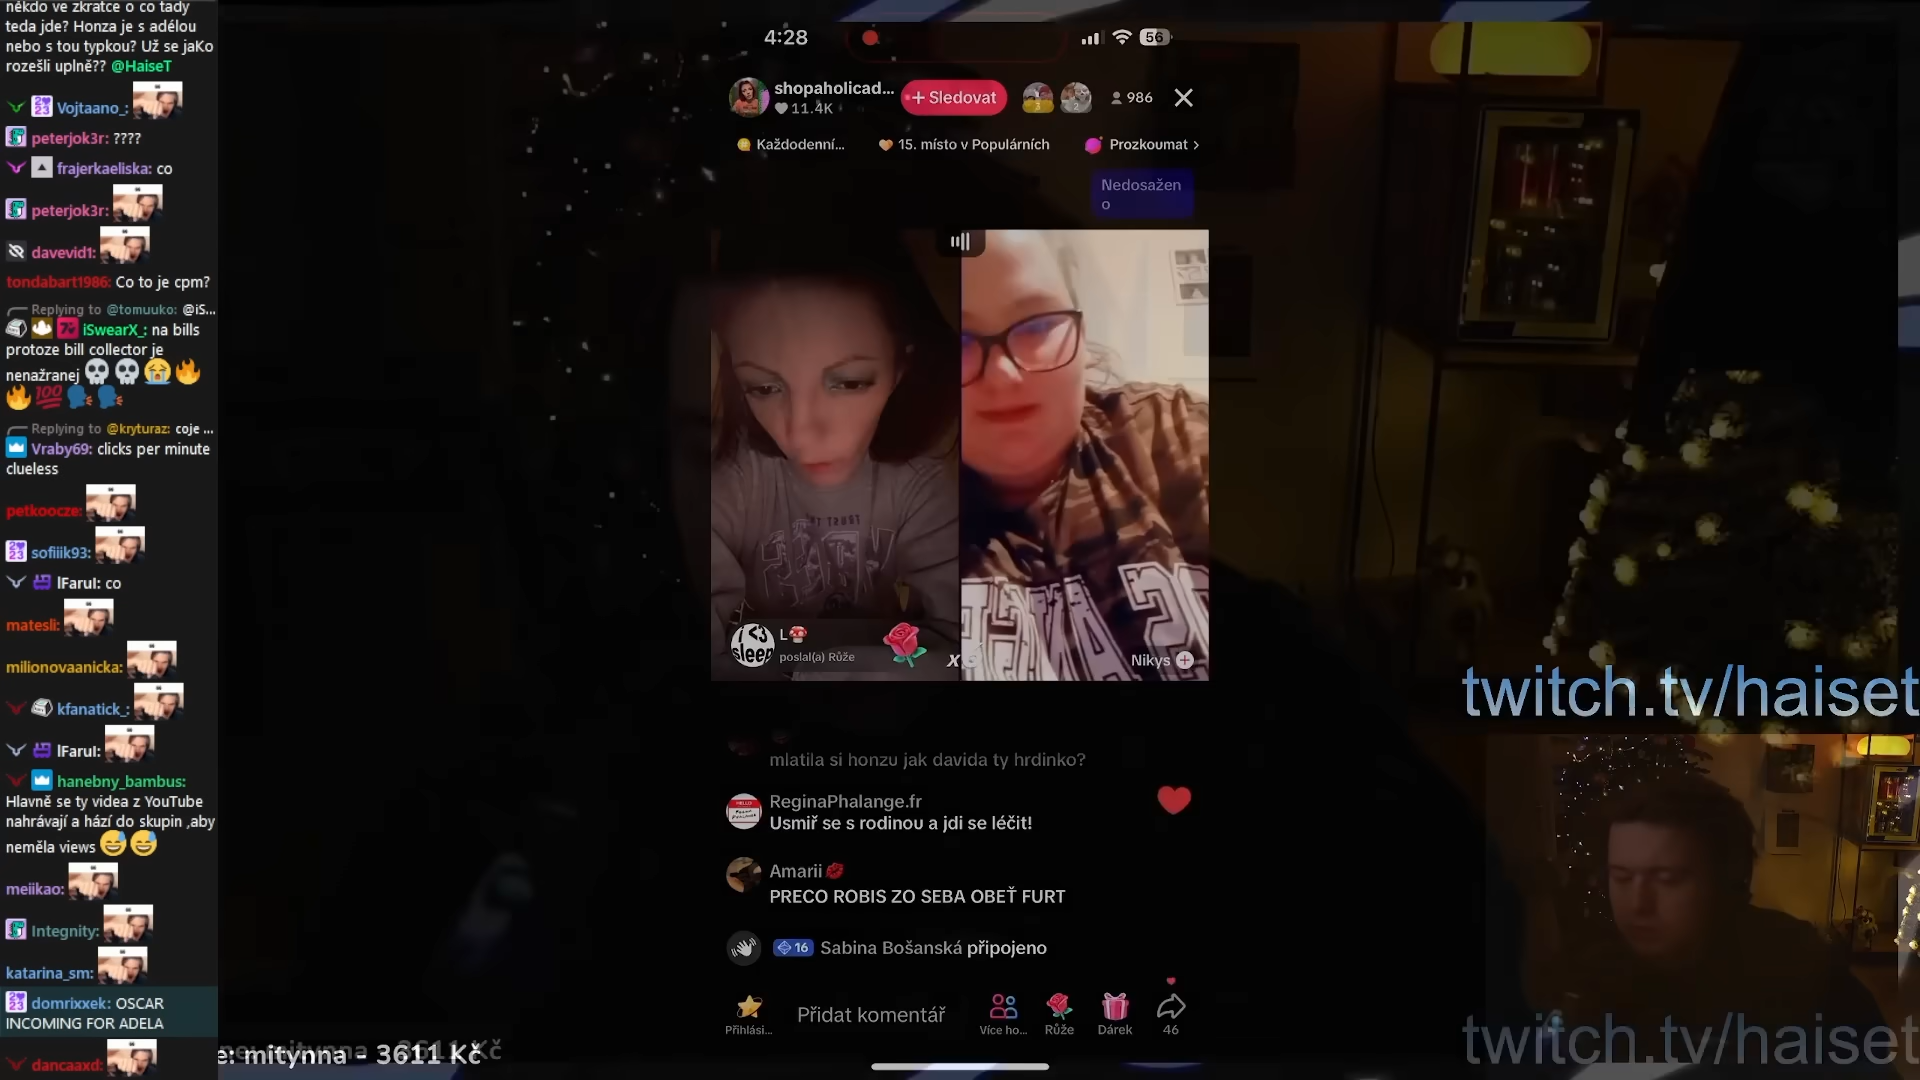 někdo ve zkratce o co tady
teda jde? Honza je s adélou
nebo s tou typkou? Už se jaKo
rozešli uplně?? @HaiseT
Vojtaano_:
peterjok3r: ????
frajerkaeliska: co
peterjok3r:
davevid1:
tondabart1986: Co to je cpm?
Replying to @tomuuko: @iS...
iSwearX_: na bills
protoze bill collector je
nenažranej
Replying to @kryturaz: coje ...
Vraby69: clicks per minute
clueless
petkoocze:
sofiiik93:
lFarul: co
matesli:
milionovaanicka:
kfanatick_:
lFarul:
hanebny_bambus:
Hlavně se ty videa z YouTube
nahrávají a hází do skupin ,aby
neměla views
meiikao:
Integnity:
katarina_sm:
domrixxek: OSCAR
INCOMING FOR ADELA
dancaaxd:
e: mitynna - 3611 Kč
4:28
56
shopaholicad...
11.4K
+ Sledovat
3
2
986
Každodenní...
15. místo v Populárních
Prozkoumat >
Nedosažen
o
I <3
sleep
L
poslal(a) Růže
Nikys
mlatila si honzu jak davida ty hrdinko?
ReginaPhalange.fr
Usmiř se s rodinou a jdi se léčit!
Amarii
PRECO ROBIS ZO SEBA OBEŤ FURT
16 Sabina Bošanská připojeno
Přihlási...
Přidat komentář
Více ho...
Růže
Dárek
46
twitch.tv/haiset
twitch.tv/haiset